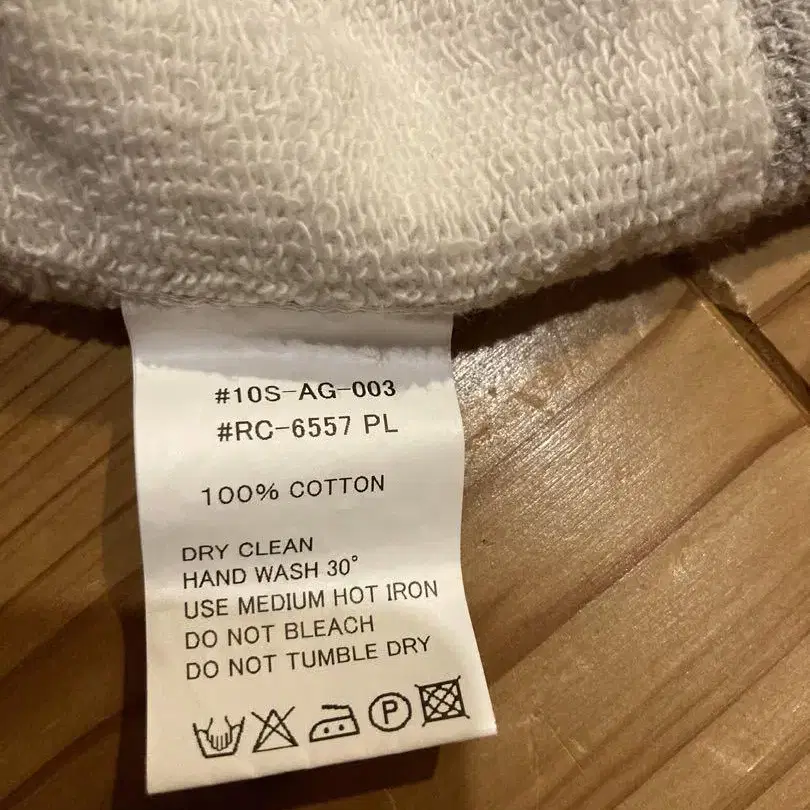 #10S-AG-003
#RC-6557 PL
100% COTTON
DRY CLEAN
HAND WASH 30°
USE MEDIUM HOT IRON
DO NOT BLEACH
DO NOT TUMBLE DRY
P